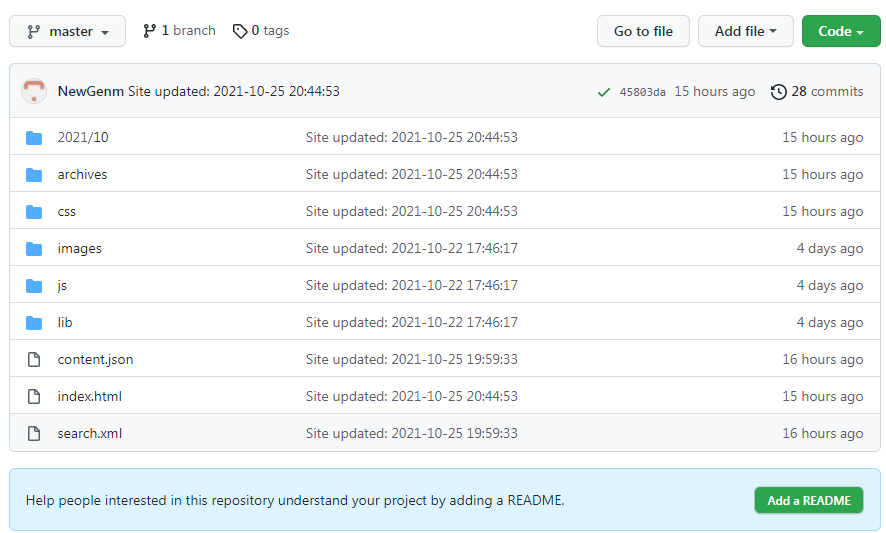 master 1 branch 0 tags Go to file Add file Code
NewGenm Site updated: 2021-10-25 20:44:53 45803da 15 hours ago 28 commits
2021/10 Site updated: 2021-10-25 20:44:53 15 hours ago
archives Site updated: 2021-10-25 20:44:53 15 hours ago
css Site updated: 2021-10-25 20:44:53 15 hours ago
images Site updated: 2021-10-22 17:46:17 4 days ago
js Site updated: 2021-10-22 17:46:17 4 days ago
lib Site updated: 2021-10-22 17:46:17 4 days ago
content.json Site updated: 2021-10-25 19:59:33 16 hours ago
index.html Site updated: 2021-10-25 20:44:53 15 hours ago
search.xml Site updated: 2021-10-25 19:59:33 16 hours ago
Help people interested in this repository understand your project by adding a README. Add a README